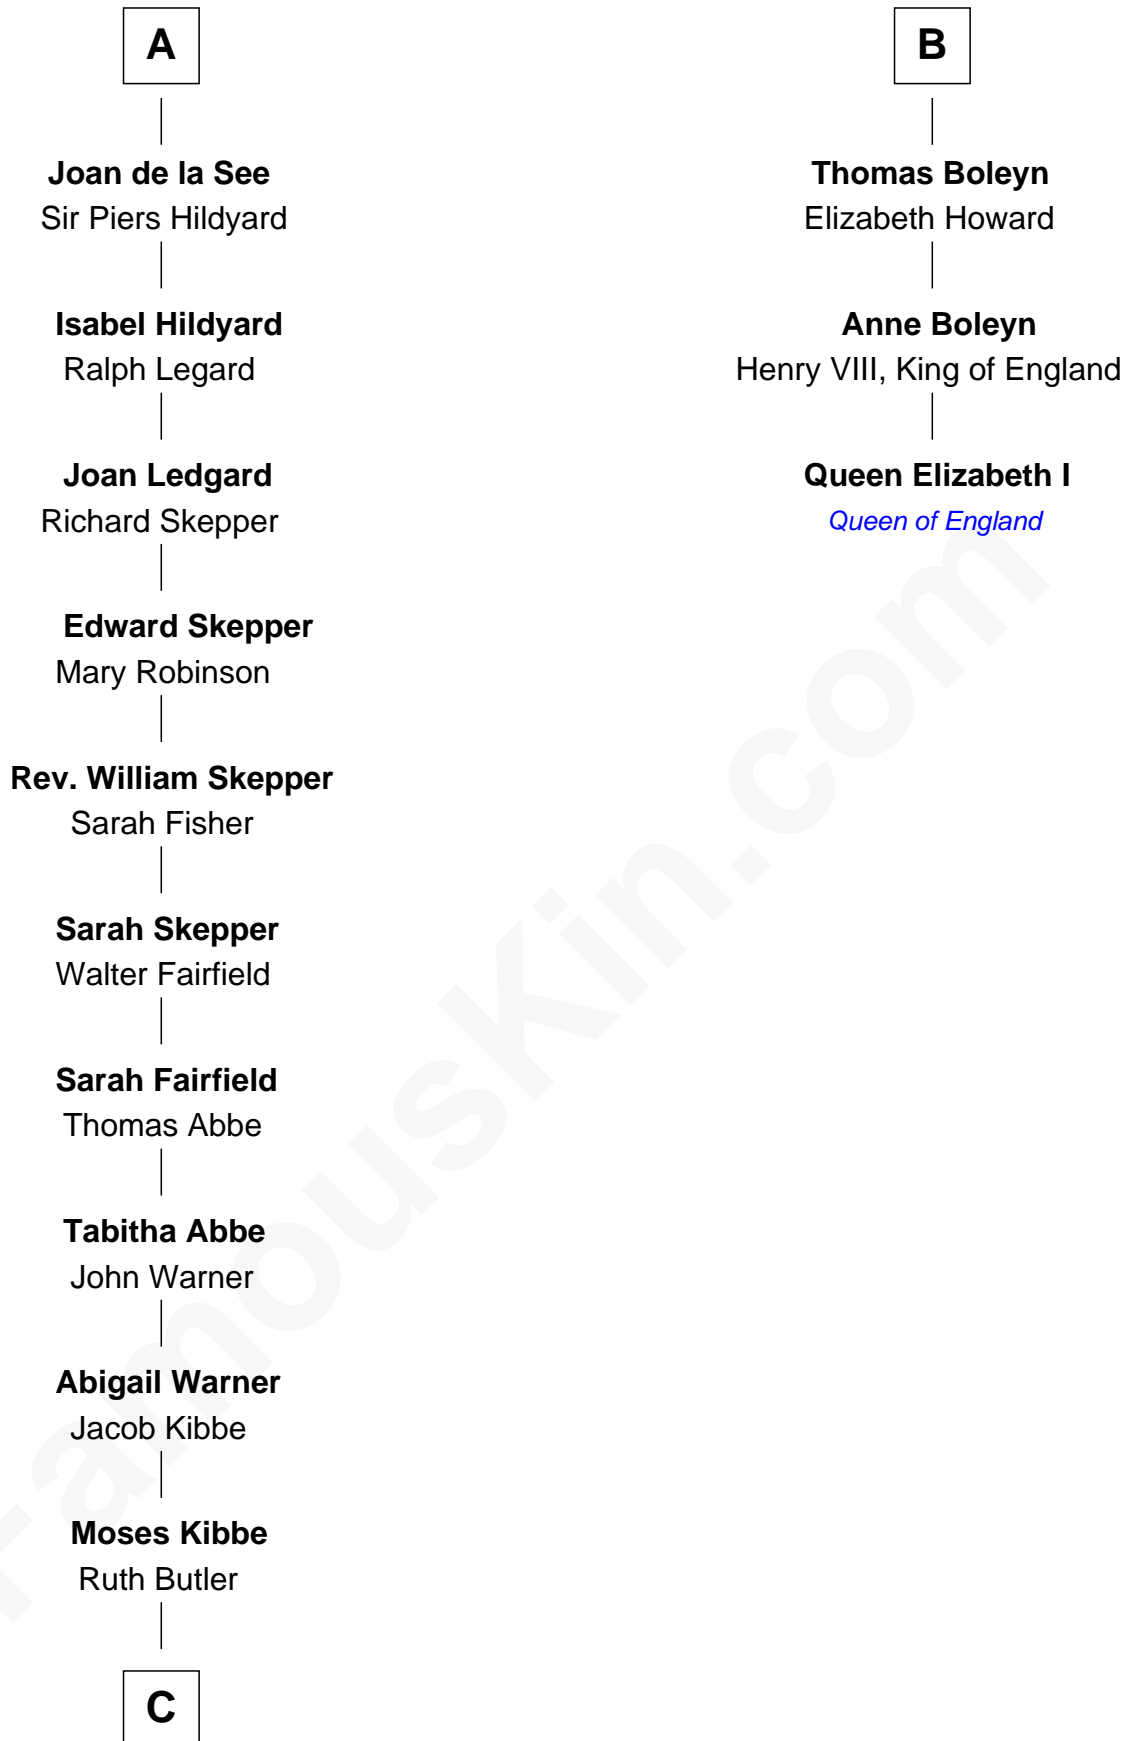 A
Joan de la See
Sir Piers Hildyard
Isabel Hildyard
Ralph Legard
Joan Ledgard
Richard Skepper
Edward Skepper
Mary Robinson
Rev. William Skepper
Sarah Fisher
Sarah Skepper
Walter Fairfield
Sarah Fairfield
Thomas Abbe
Tabitha Abbe
John Warner
Abigail Warner
Jacob Kibbe
Moses Kibbe
Ruth Butler
C
B
Thomas Boleyn
Elizabeth Howard
Anne Boleyn
Henry VIII, King of England
Queen Elizabeth I
Queen of England
FamousKin.com